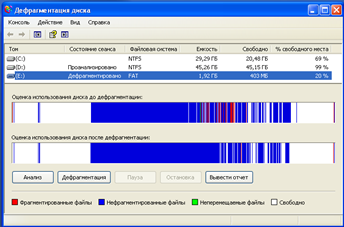 Дефрагментация диска
Консоль Действие Вид Справка
Том Состояние сеанса Файловая система Емкость Свободно % свободного места
(C:) NTFS 29,29 ГБ 20,48 ГБ 69 %
(D:) Проанализировано NTFS 45,26 ГБ 45,15 ГБ 99 %
(E:) Дефрагментировано FAT 1,92 ГБ 403 МБ 20 %
Оценка использования диска до дефрагментации:
Оценка использования диска после дефрагментации:
Анализ Дефрагментация Пауза Остановка Вывести отчет
Фрагментированные файлы Нефрагментированные файлы Неперемещаемые файлы Свободно